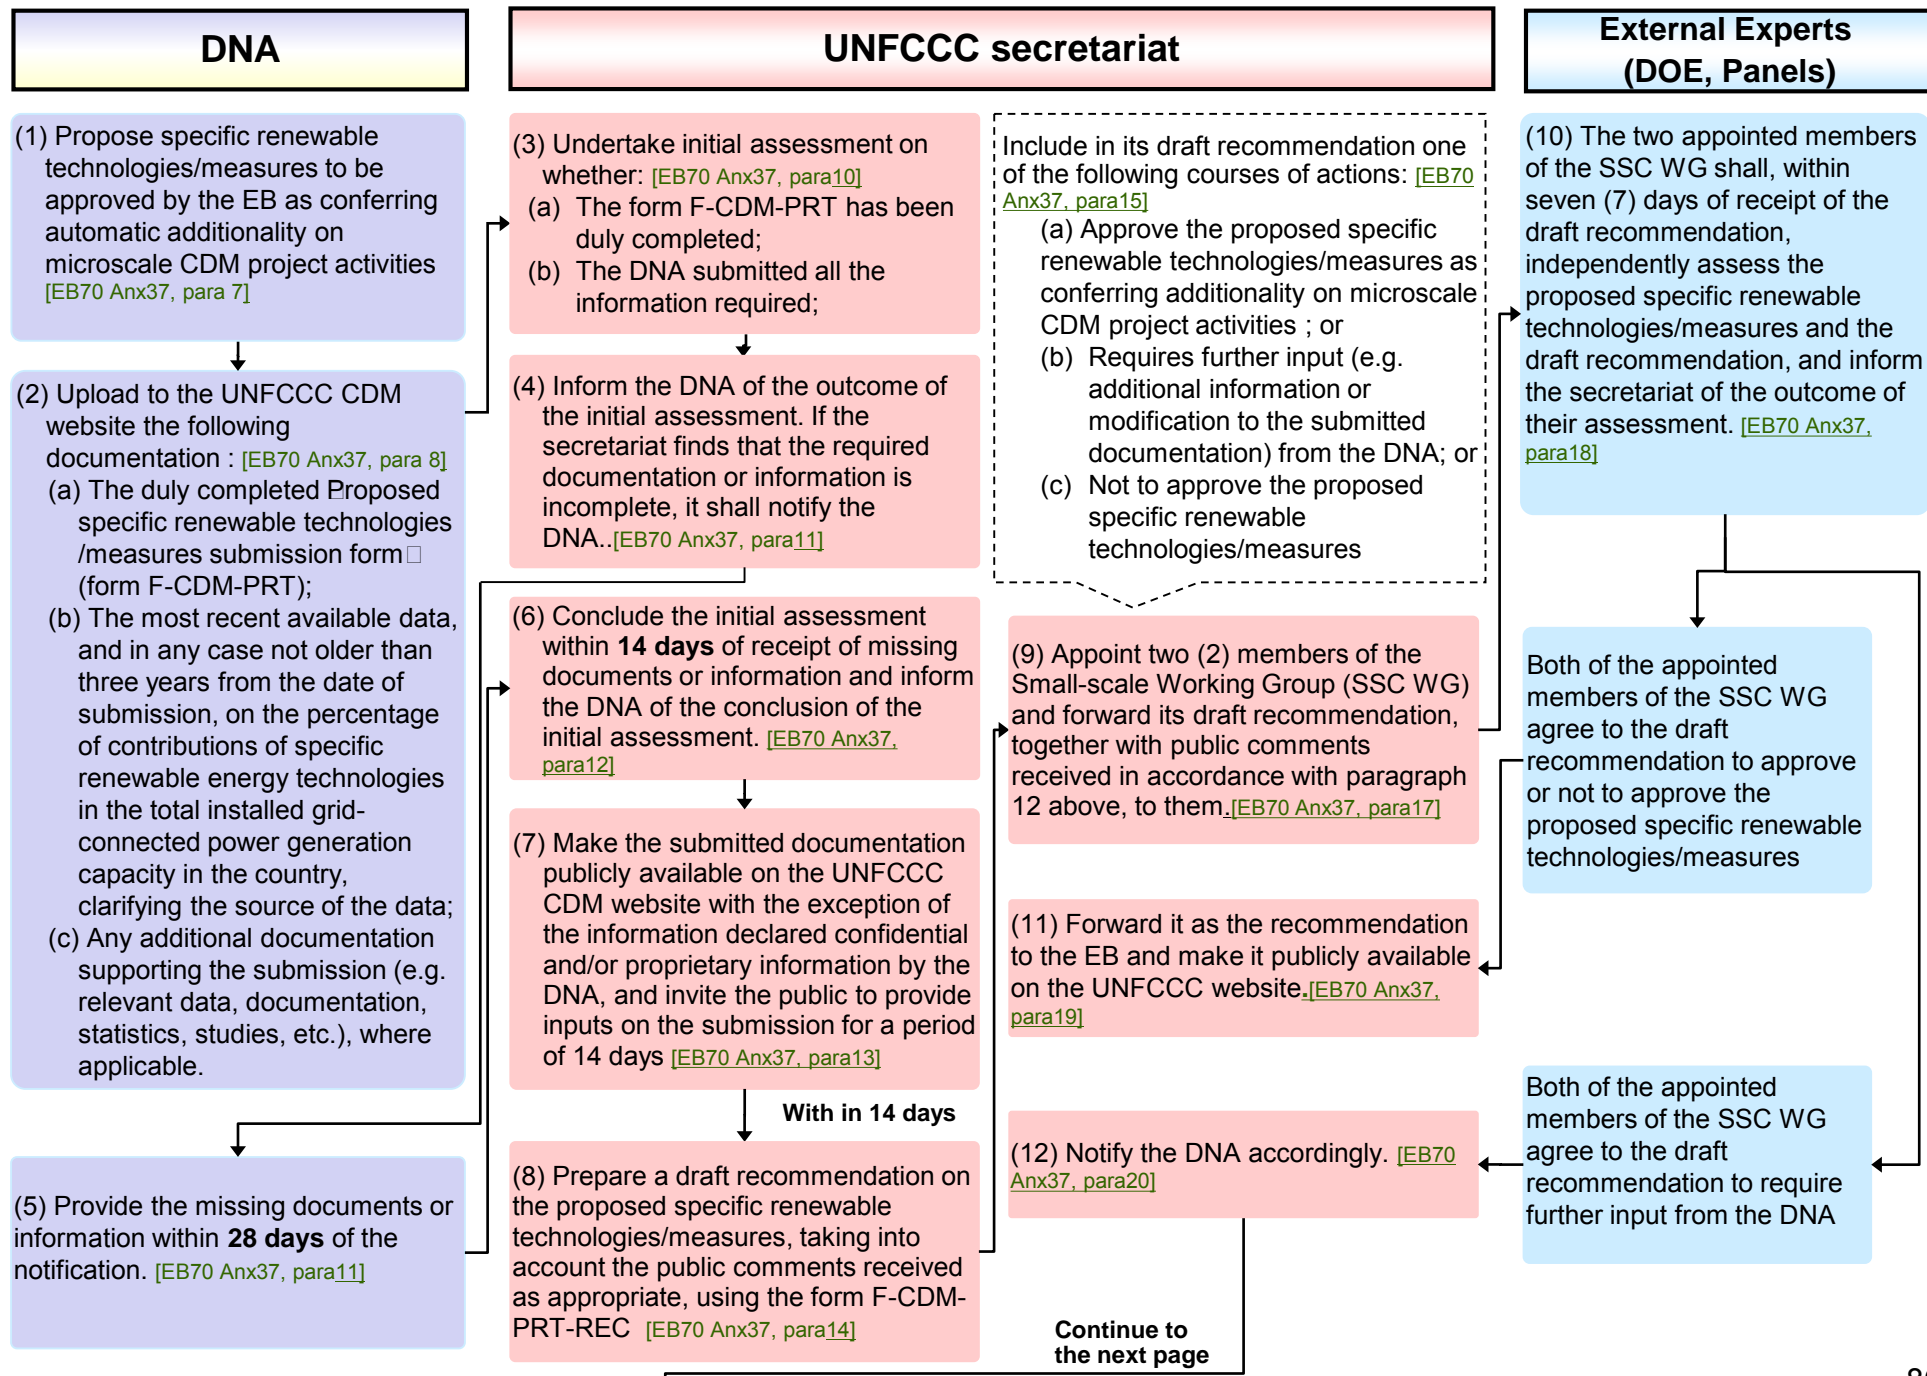 DNA
UNFCCC secretariat
External Experts
(DOE, Panels)
(1) Propose specific renewable
technologies/measures to be
approved by the EB as conferring
automatic additionality on
microscale CDM project activities
[EB70 Anx37, para 7]
(2) Upload to the UNFCCC CDM
website the following
documentation : [EB70 Anx37, para 8]
(a) The duly completed Proposed
specific renewable technologies
/measures submission form
(form F-CDM-PRT);
(b) The most recent available data,
and in any case not older than
three years from the date of
submission, on the percentage
of contributions of specific
renewable energy technologies
in the total installed grid-
connected power generation
capacity in the country,
clarifying the source of the data;
(c) Any additional documentation
supporting the submission (e.g.
relevant data, documentation,
statistics, studies, etc.), where
applicable.
(5) Provide the missing documents or
information within 28 days of the
notification. [EB70 Anx37, para11]
(3) Undertake initial assessment on
whether: [EB70 Anx37, para10]
(a) The form F-CDM-PRT has been
duly completed;
(b) The DNA submitted all the
information required;
(4) Inform the DNA of the outcome of
the initial assessment. If the
secretariat finds that the required
documentation or information is
incomplete, it shall notify the
DNA..[EB70 Anx37, para11]
(6) Conclude the initial assessment
within 14 days of receipt of missing
documents or information and inform
the DNA of the conclusion of the
initial assessment. [EB70 Anx37,
para12]
(7) Make the submitted documentation
publicly available on the UNFCCC
CDM website with the exception of
the information declared confidential
and/or proprietary information by the
DNA, and invite the public to provide
inputs on the submission for a period
of 14 days [EB70 Anx37, para13]
With in 14 days
(8) Prepare a draft recommendation on
the proposed specific renewable
technologies/measures, taking into
account the public comments received
as appropriate, using the form F-CDM-
PRT-REC [EB70 Anx37, para14]
Include in its draft recommendation one
of the following courses of actions: [EB70
Anx37, para15]
(a) Approve the proposed specific
renewable technologies/measures as
conferring additionality on microscale
CDM project activities ; or
(b) Requires further input (e.g.
additional information or
modification to the submitted
documentation) from the DNA; or
(c) Not to approve the proposed
specific renewable
technologies/measures
(9) Appoint two (2) members of the
Small-scale Working Group (SSC WG)
and forward its draft recommendation,
together with public comments
received in accordance with paragraph
12 above, to them.[EB70 Anx37, para17]
(11) Forward it as the recommendation
to the EB and make it publicly available
on the UNFCCC website.[EB70 Anx37,
para19]
(12) Notify the DNA accordingly. [EB70
Anx37, para20]
Continue to
the next page
(10) The two appointed members
of the SSC WG shall, within
seven (7) days of receipt of the
draft recommendation,
independently assess the
proposed specific renewable
technologies/measures and the
draft recommendation, and inform
the secretariat of the outcome of
their assessment. [EB70 Anx37,
para18]
Both of the appointed
members of the SSC WG
agree to the draft
recommendation to approve
or not to approve the
proposed specific renewable
technologies/measures
Both of the appointed
members of the SSC WG
agree to the draft
recommendation to require
further input from the DNA